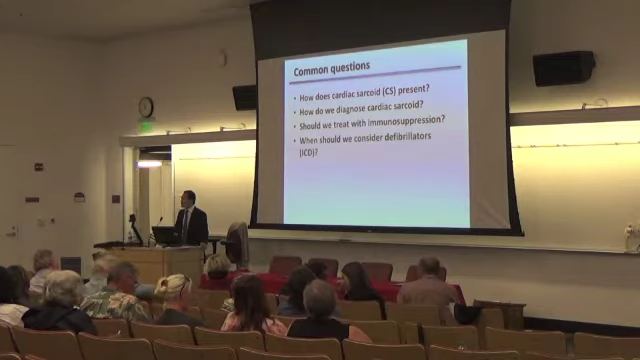 Common questions
• How does cardiac sarcoid (CS) present?
• How do we diagnose cardiac sarcoid?
• Should we treat with immunosuppression?
• When should we consider defibrillators
(ICD)?